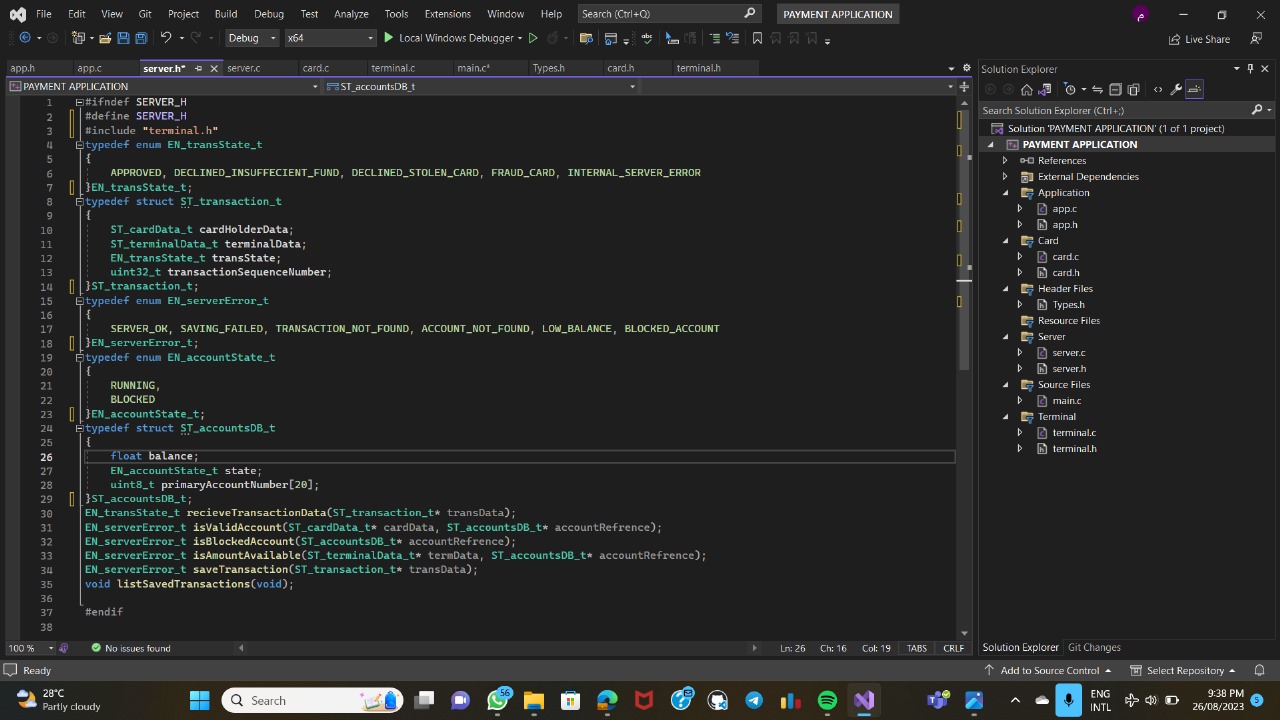 File Edit View Git Project Build Debug Test Analyze Tools Extensions Window Help Search (Ctrl+Q) PAYMENT APPLICATION م
Debug x64 Local Windows Debugger Live Share
app.h app.c server.h* server.c card.c terminal.c main.c* Types.h card.h terminal.h
PAYMENT APPLICATION ST_accountsDB_t
1 #ifndef SERVER_H
2 #define SERVER_H
3 #include "terminal.h"
4 typedef enum EN_transState_t
5 {
6 APPROVED, DECLINED_INSUFFECIENT_FUND, DECLINED_STOLEN_CARD, FRAUD_CARD, INTERNAL_SERVER_ERROR
7 }EN_transState_t;
8 typedef struct ST_transaction_t
9 {
10 ST_cardData_t cardHolderData;
11 ST_terminalData_t terminalData;
12 EN_transState_t transState;
13 uint32_t transactionSequenceNumber;
14 }ST_transaction_t;
15 typedef enum EN_serverError_t
16 {
17 SERVER_OK, SAVING_FAILED, TRANSACTION_NOT_FOUND, ACCOUNT_NOT_FOUND, LOW_BALANCE, BLOCKED_ACCOUNT
18 }EN_serverError_t;
19 typedef enum EN_accountState_t
20 {
21 RUNNING,
22 BLOCKED
23 }EN_accountState_t;
24 typedef struct ST_accountsDB_t
25 {
26 float balance;
27 EN_accountState_t state;
28 uint8_t primaryAccountNumber[20];
29 }ST_accountsDB_t;
30 EN_transState_t recieveTransactionData(ST_transaction_t* transData);
31 EN_serverError_t isValidAccount(ST_cardData_t* cardData, ST_accountsDB_t* accountRefrence);
32 EN_serverError_t isBlockedAccount(ST_accountsDB_t* accountRefrence);
33 EN_serverError_t isAmountAvailable(ST_terminalData_t* termData, ST_accountsDB_t* accountRefrence);
34 EN_serverError_t saveTransaction(ST_transaction_t* transData);
35 void listSavedTransactions(void);
36
37 #endif
38
100 % No issues found Ln: 26 Ch: 16 Col: 19 TABS CRLF
Solution Explorer
Search Solution Explorer (Ctrl+;)
Solution 'PAYMENT APPLICATION' (1 of 1 project)
PAYMENT APPLICATION
References
External Dependencies
Application
app.c
app.h
Card
card.c
card.h
Header Files
Types.h
Resource Files
Server
server.c
server.h
Source Files
main.c
Terminal
terminal.c
terminal.h
Solution Explorer Git Changes
Ready Add to Source Control Select Repository
28°C
Partly cloudy
Search
56
ENG
INTL
9:38 PM
26/08/2023
5